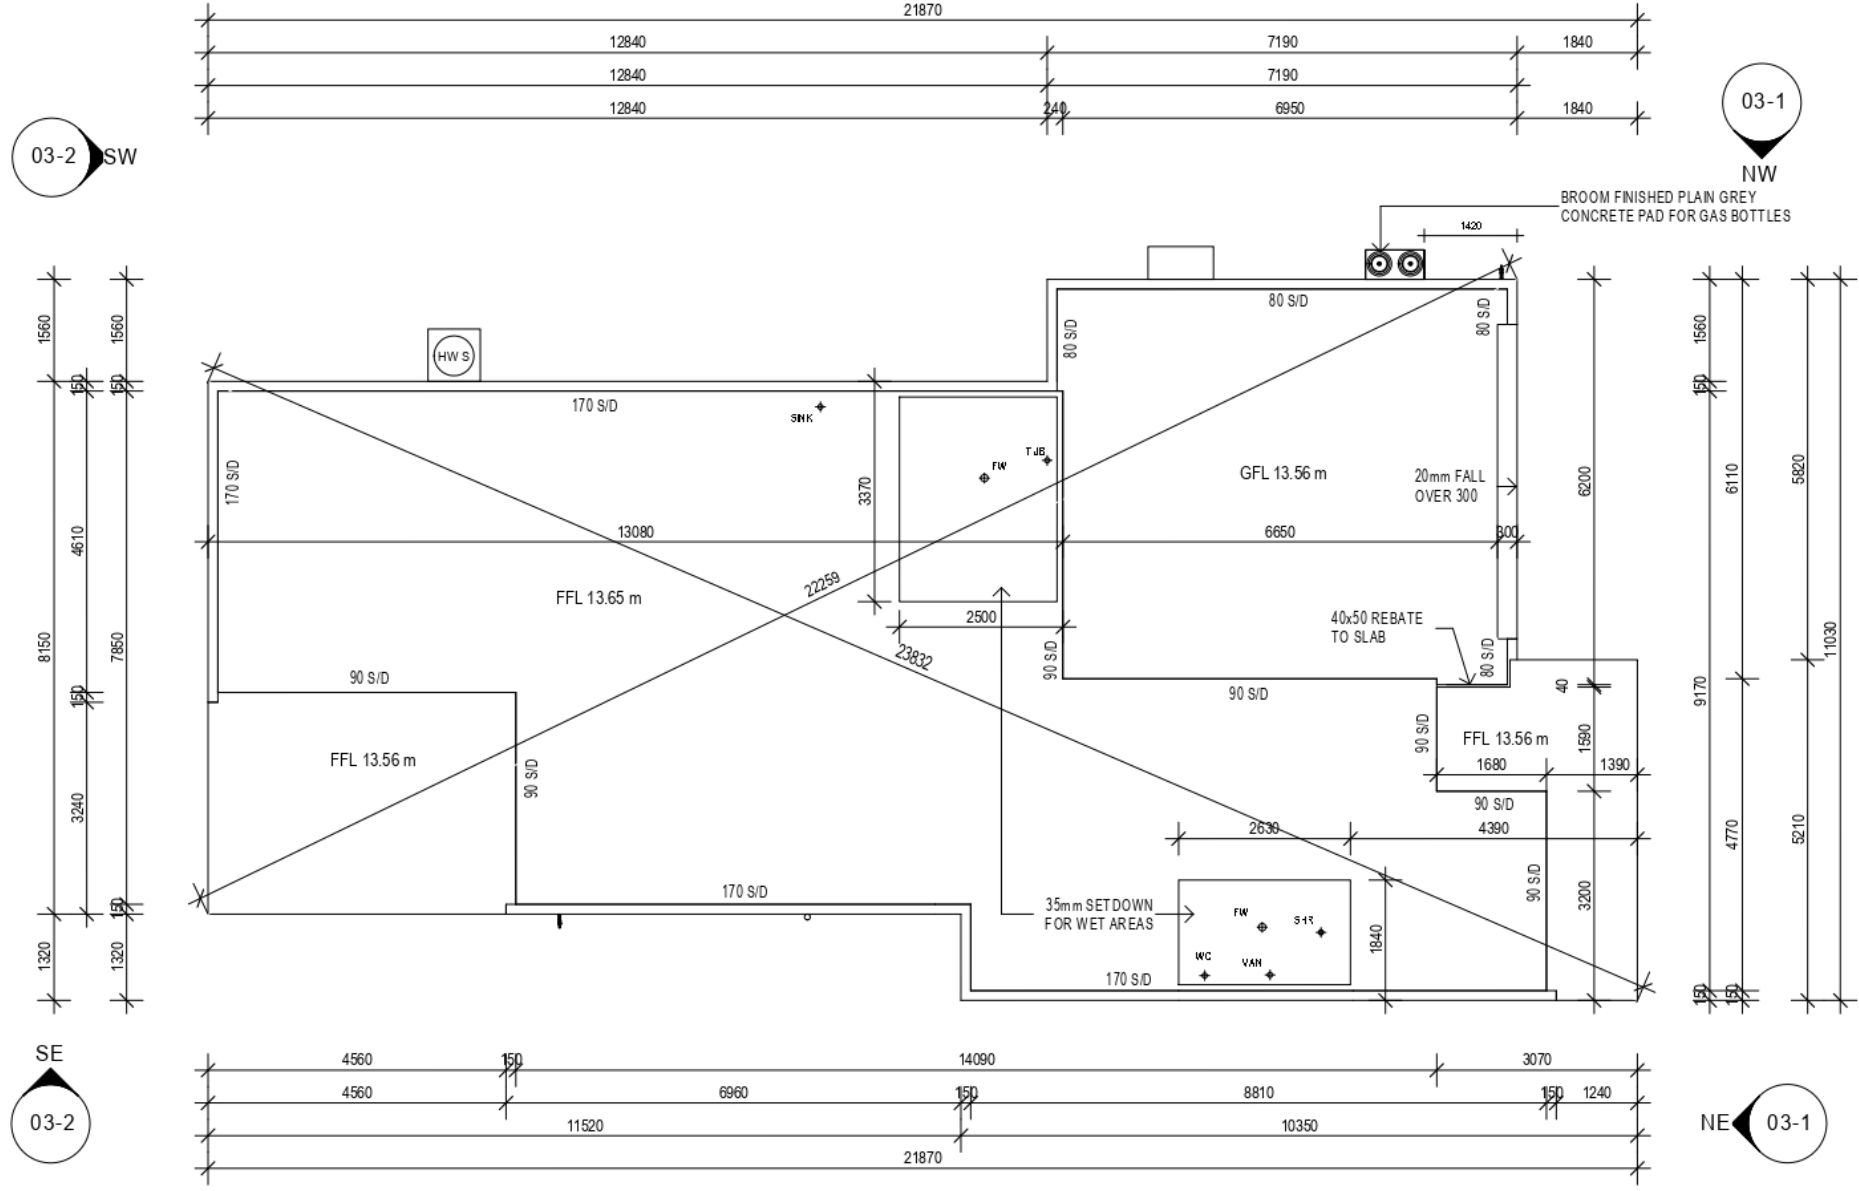 21870
12840 7190 1840
12840 7190
12840 240 6950 1840
03-2 SW
03-1
NW
BROOM FINISHED PLAIN GREY
CONCRETE PAD FOR GAS BOTTLES
1420
1560 1560
80 S/D
80 S/D
80 S/D
1560
HWS
150 150
150
170 S/D
SINK
170 S/D
FW
TJB
3370
GFL 13.56 m
20mm FALL
OVER 300
6200
6110
5820
4610
13080
6650
300
22259
FFL 13.65 m
2500
40x50 REBATE
TO SLAB
8150
7850
23832
90 S/D
80 S/D
11030
90 S/D
90 S/D
150
40
9170
FFL 13.56 m
90 S/D
90 S/D
FFL 13.56 m
1590
1680
1390
3240
90 S/D
2630
4390
4770
5210
170 S/D
90 S/D
3200
150 150
35mm SETDOWN
FOR WET AREAS
FW
SHR
1840
WC
VAN
1320 1320
170 S/D
150 150
SE
03-2
4560 150 14090 3070
4560 6960 150 8810 150 1240
11520 10350
21870
NE 03-1